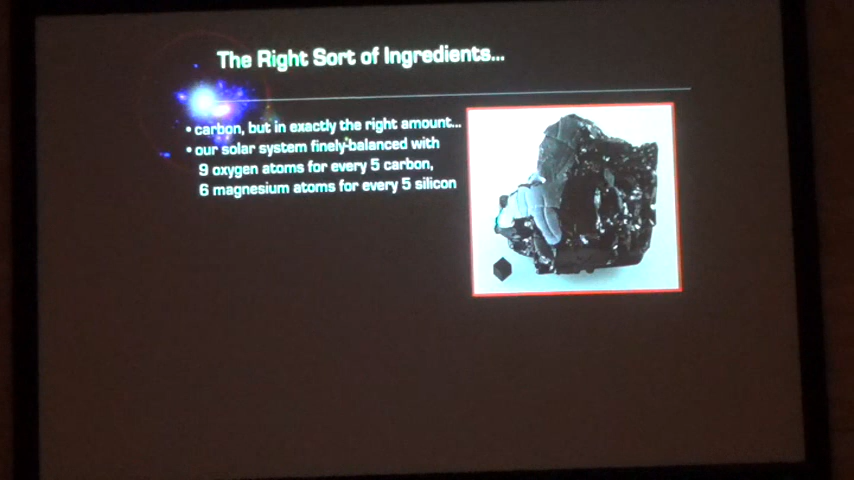 The Right Sort of Ingredients...
• carbon, but in exactly the right amount...
• our solar system finely-balanced with
9 oxygen atoms for every 5 carbon,
6 magnesium atoms for every 5 silicon